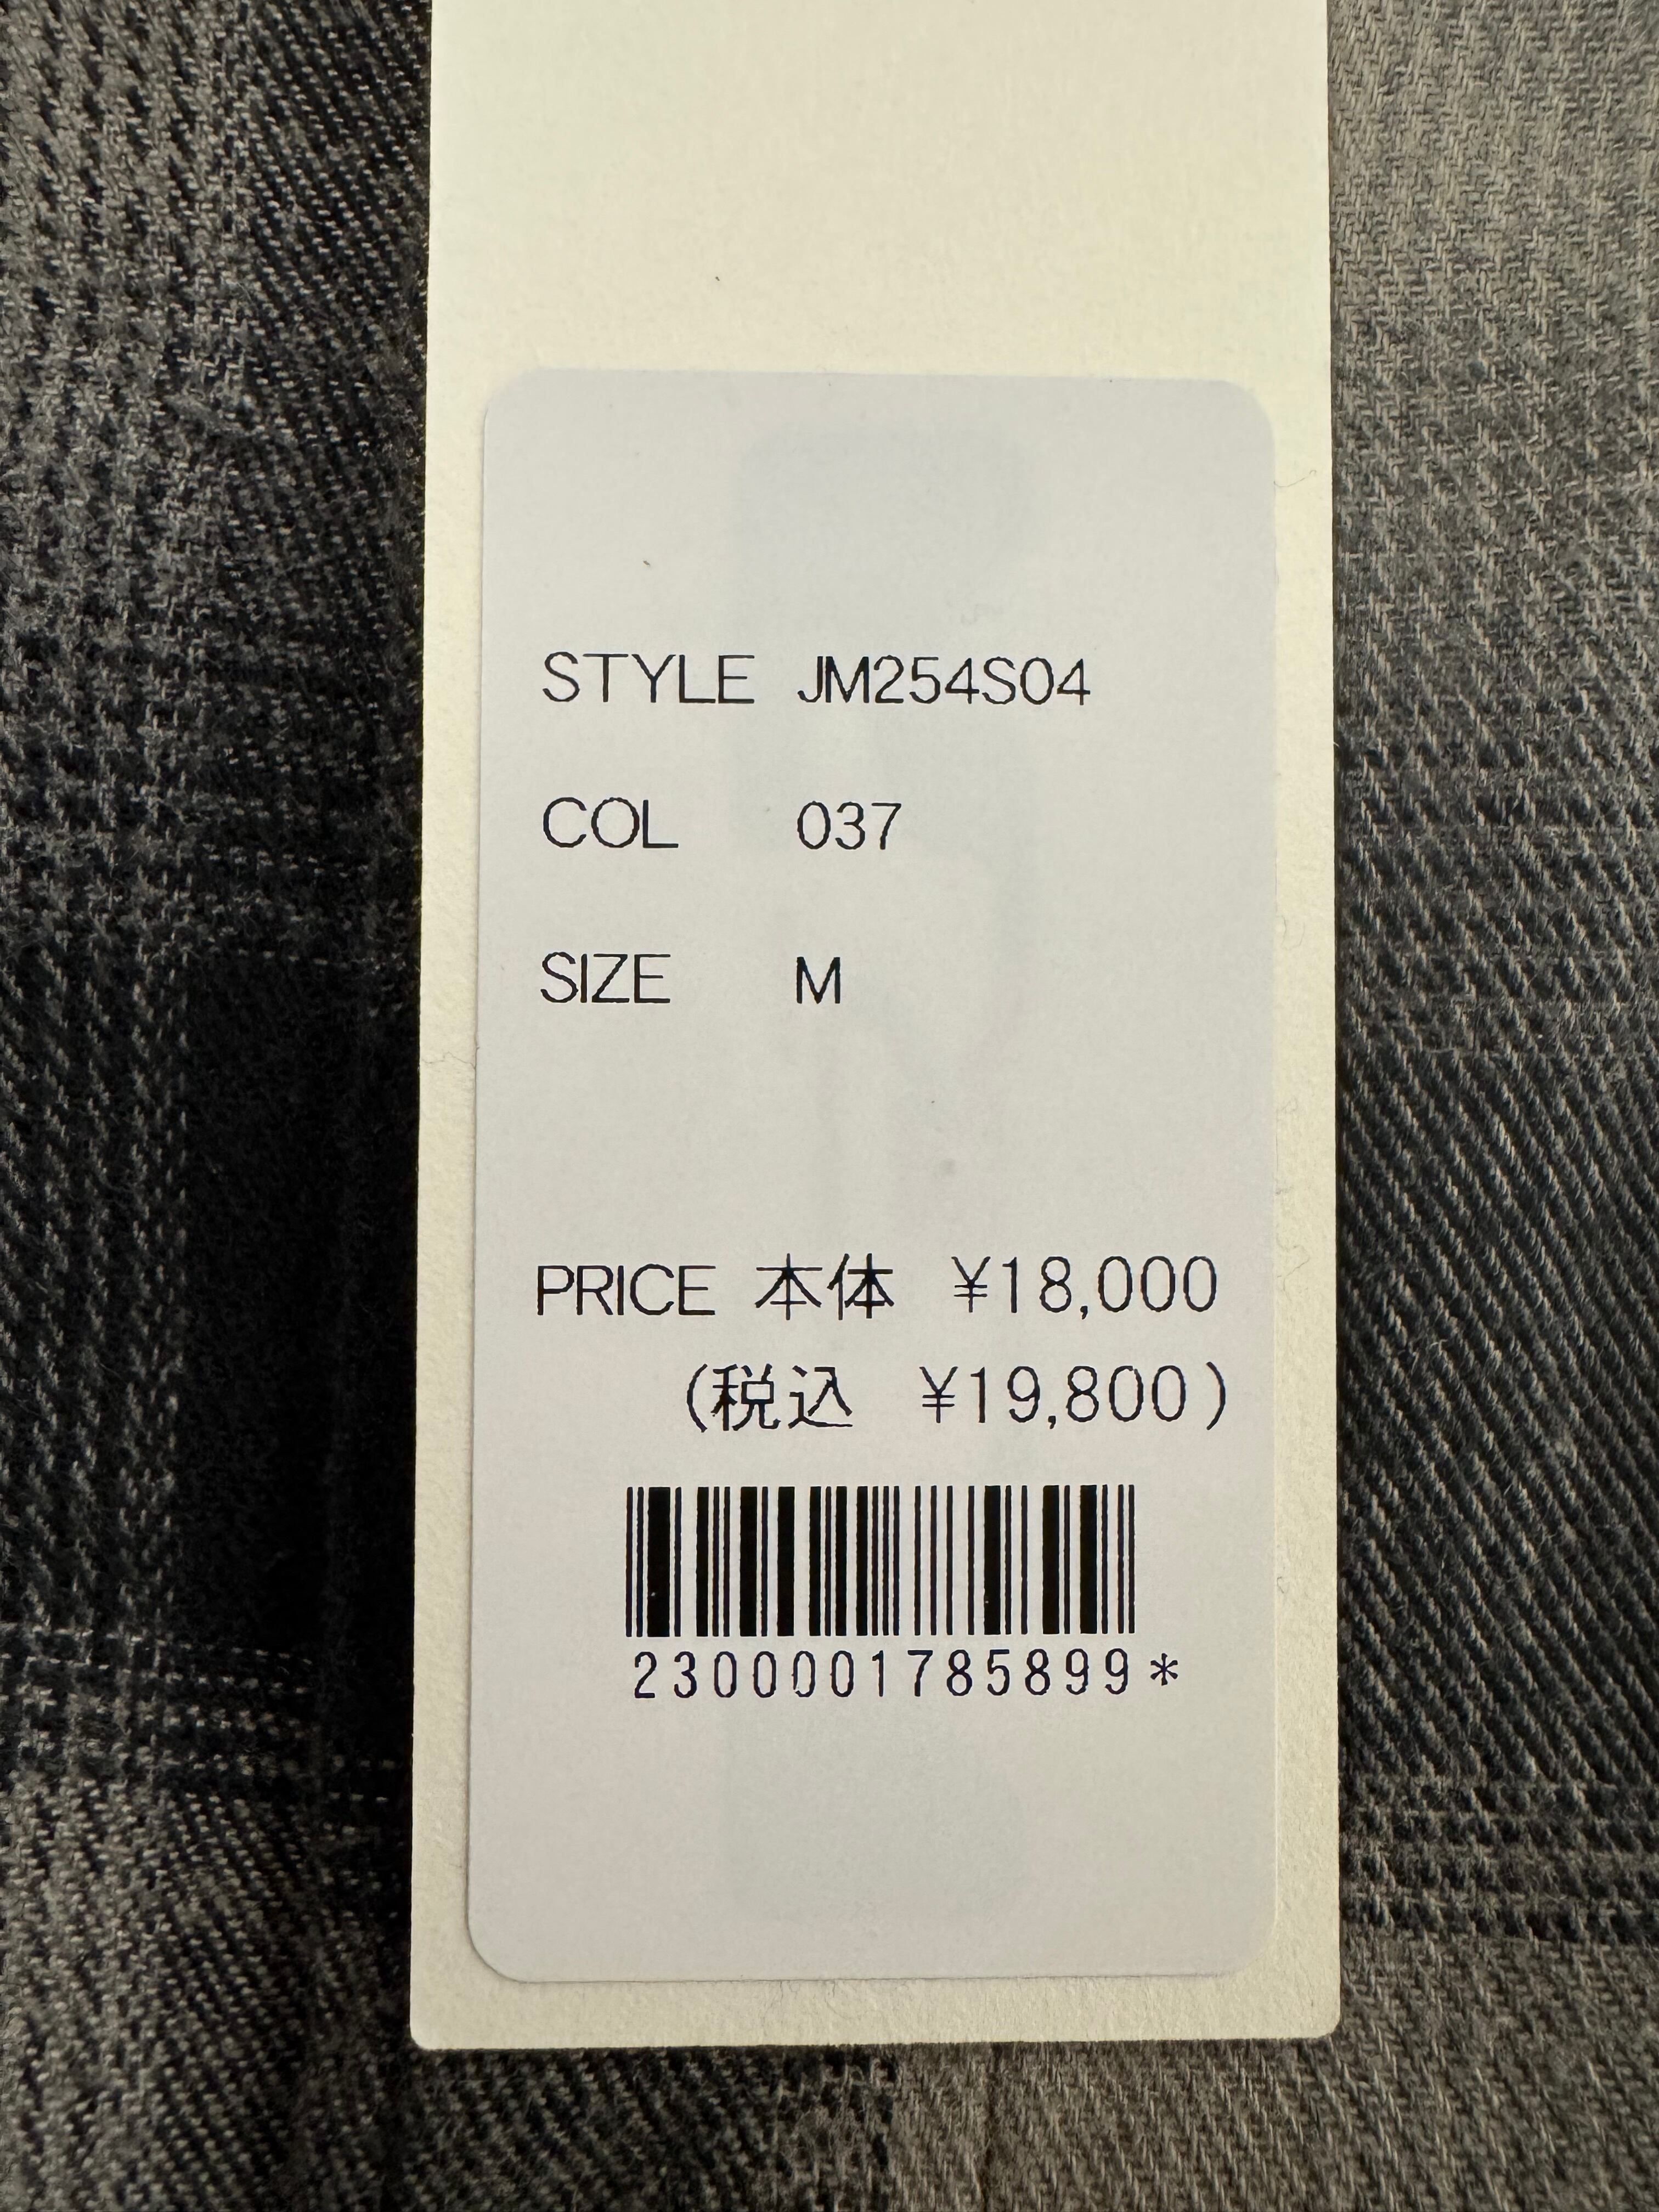 STYLE JM254S04
COL 037
SIZE M
PRICE 本体 ¥18,000
(税込 ¥19,800)
2300001785899*